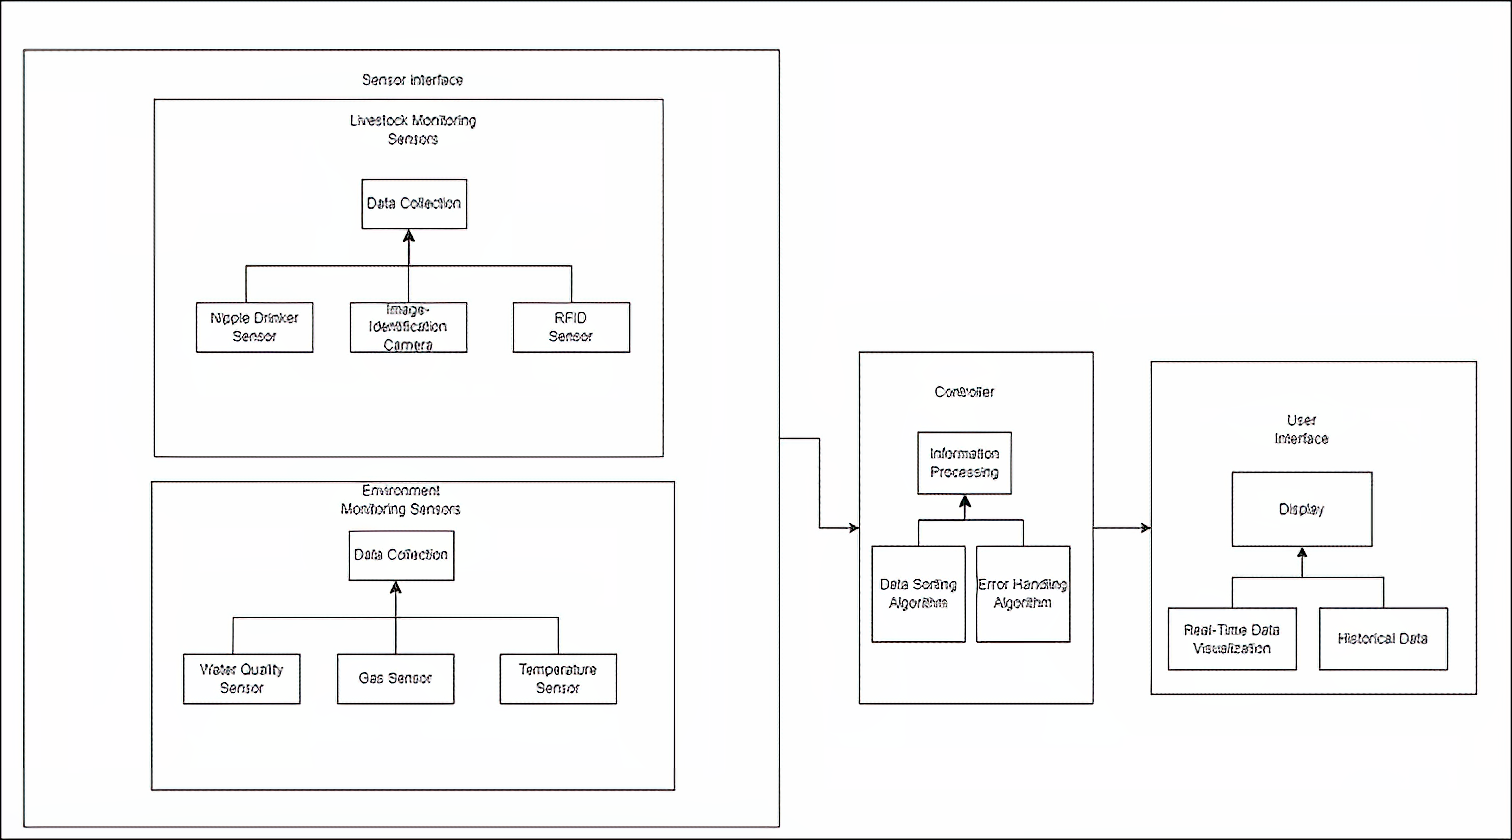 Sensor Interface
Livestock Monitoring
Sensors
Data Collection
Nipple Drinker
Sensor
Image-
Identification
Camera
RFID
Sensor
Environment
Monitoring Sensors
Data Collection
Water Quality
Sensor
Gas Sensor
Temperature
Sensor
Controller
Information
Processing
Data Sorting
Algorithm
Error Handling
Algorithm
User
Interface
Display
Real-Time Data
Visualization
Historical Data